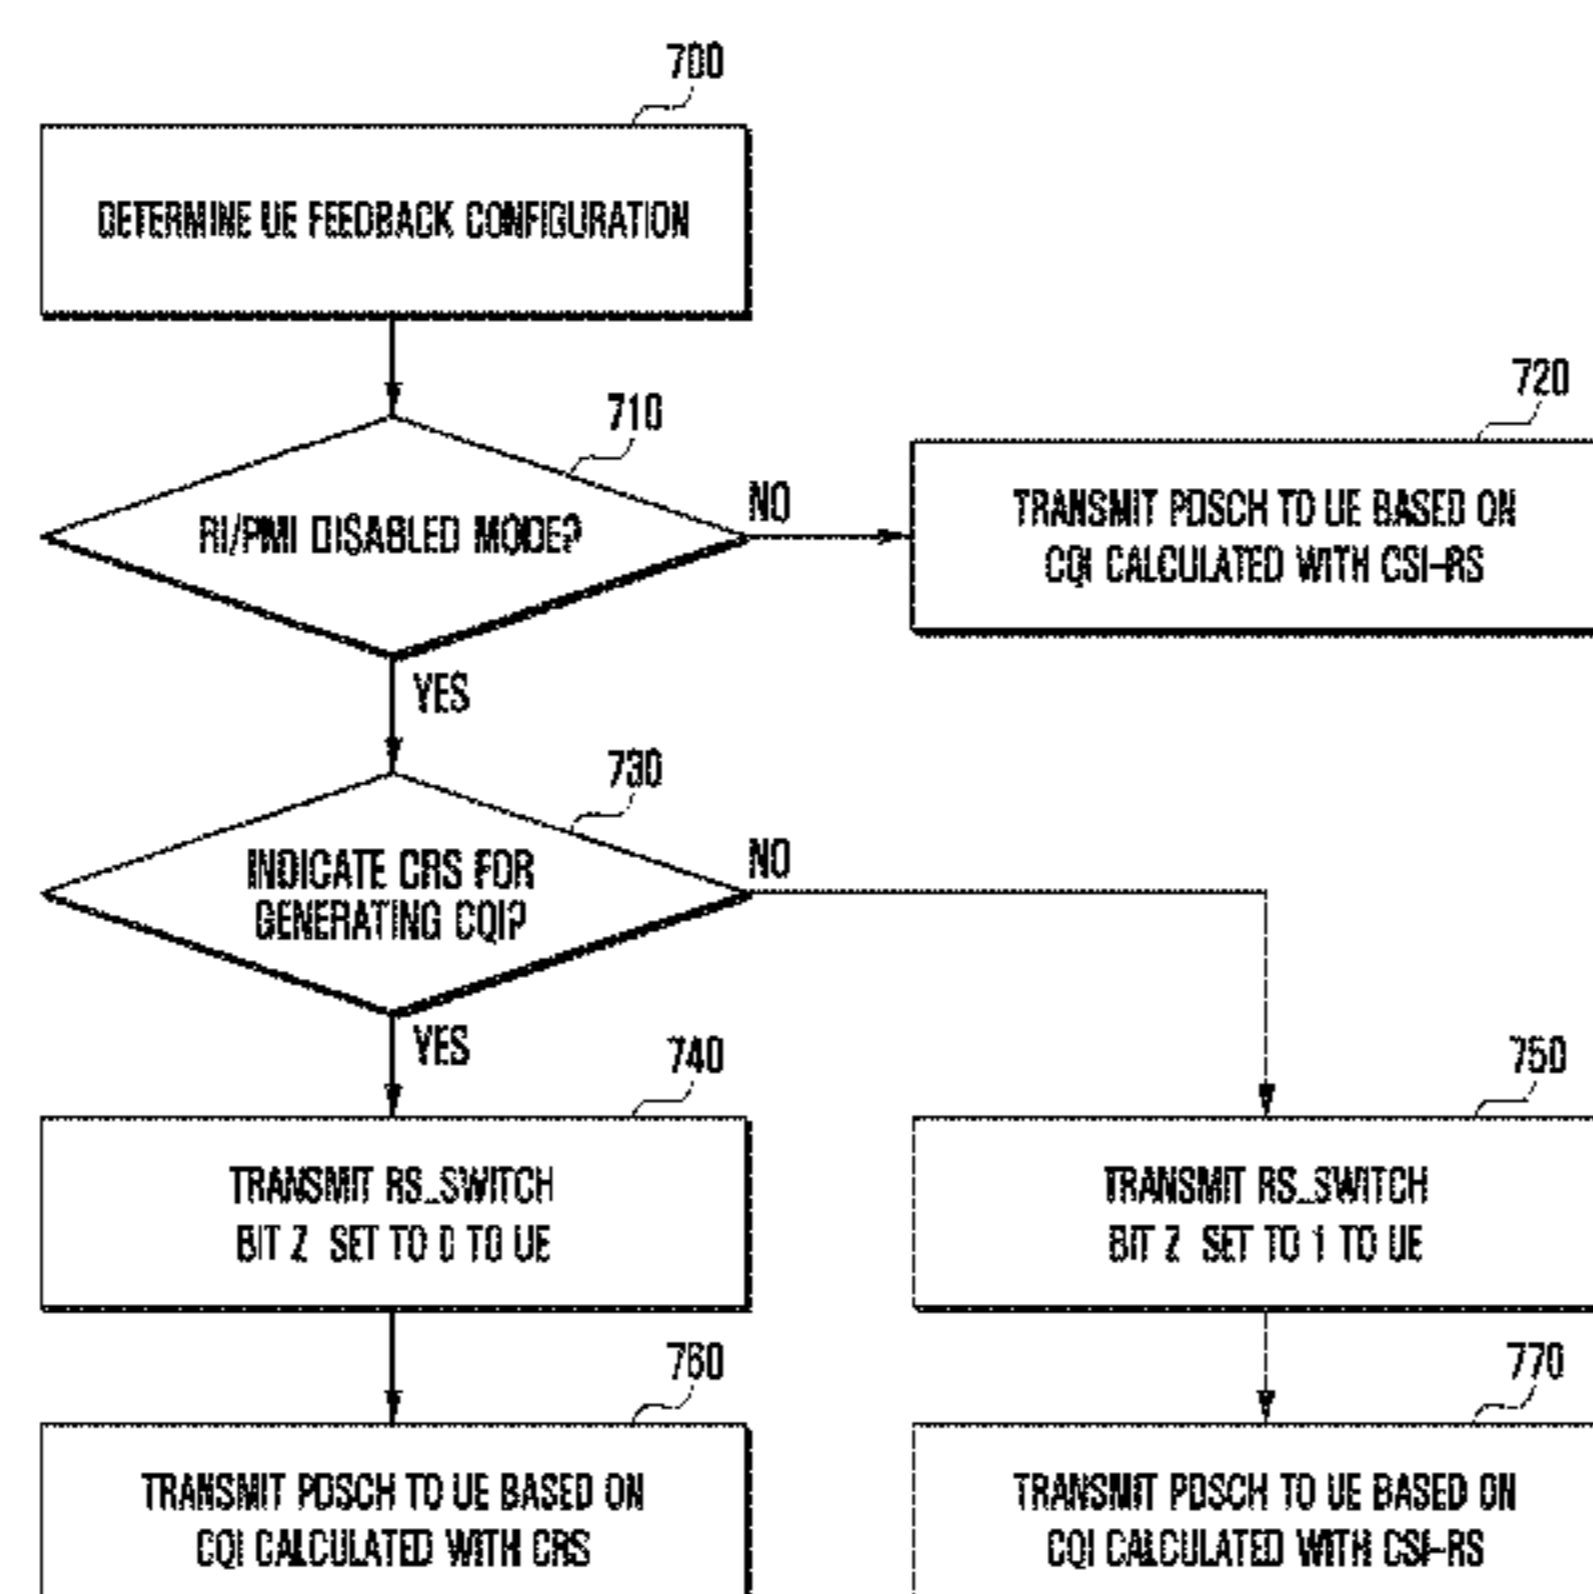 700
DETERMINE UE FEEDBACK CONFIGURATION
710
RI/PMI DISABLED MODE?
NO
720
TRANSMIT PDSCH TO UE BASED ON
CQI CALCULATED WITH CSI-RS
YES
730
INDICATE CRS FOR
GENERATING CQI?
NO
YES
740
TRANSMIT RS_SWITCH
BIT Z SET TO 0 TO UE
750
TRANSMIT RS_SWITCH
BIT Z SET TO 1 TO UE
760
TRANSMIT PDSCH TO UE BASED ON
CQI CALCULATED WITH CRS
770
TRANSMIT PDSCH TO UE BASED ON
CQI CALCULATED WITH CSI-RS